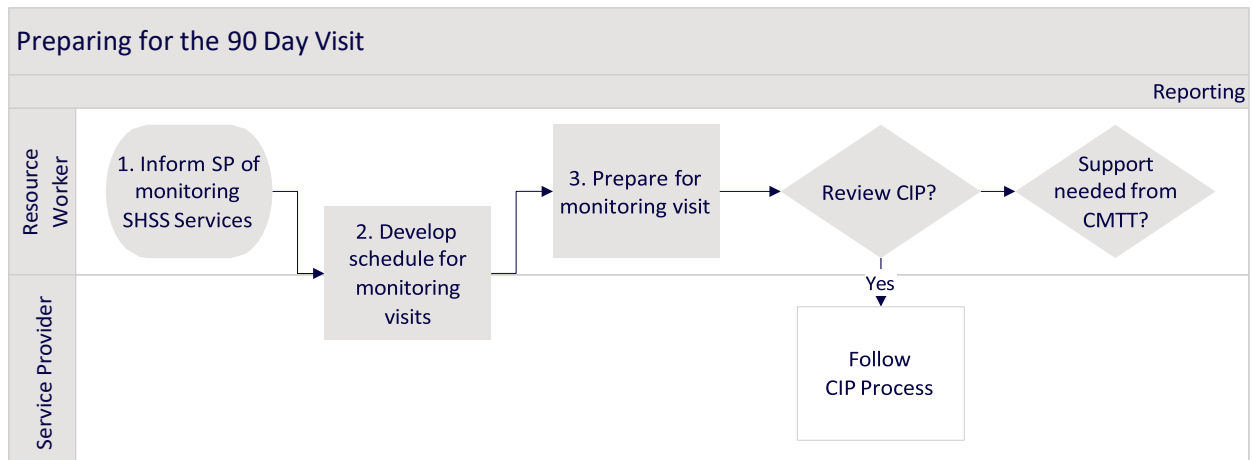 Preparing for the 90 Day Visit
Reporting
Resource
Worker
1. Inform SP of
monitoring
SHSS Services
2. Develop
schedule for
monitoring
visits
3. Prepare for
monitoring visit
Review CIP?
Support
needed from
CMTT?
Yes
Service Provider
Follow
CIP Process